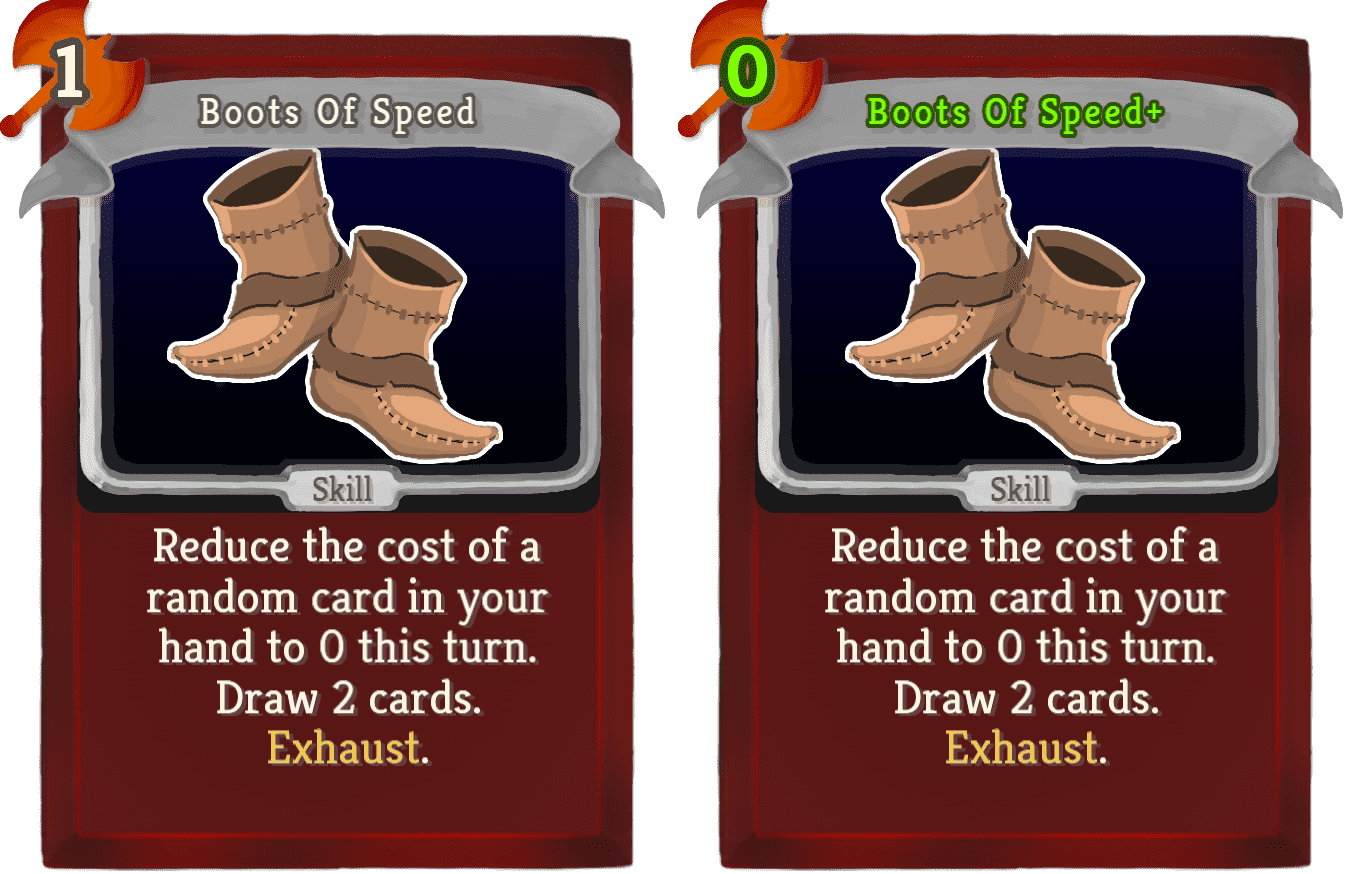 1
Boots Of Speed
Skill
Reduce the cost of a
random card in your
hand to 0 this turn.
Draw 2 cards.
Exhaust.
0
Boots Of Speed+
Skill
Reduce the cost of a
random card in your
hand to 0 this turn.
Draw 2 cards.
Exhaust.